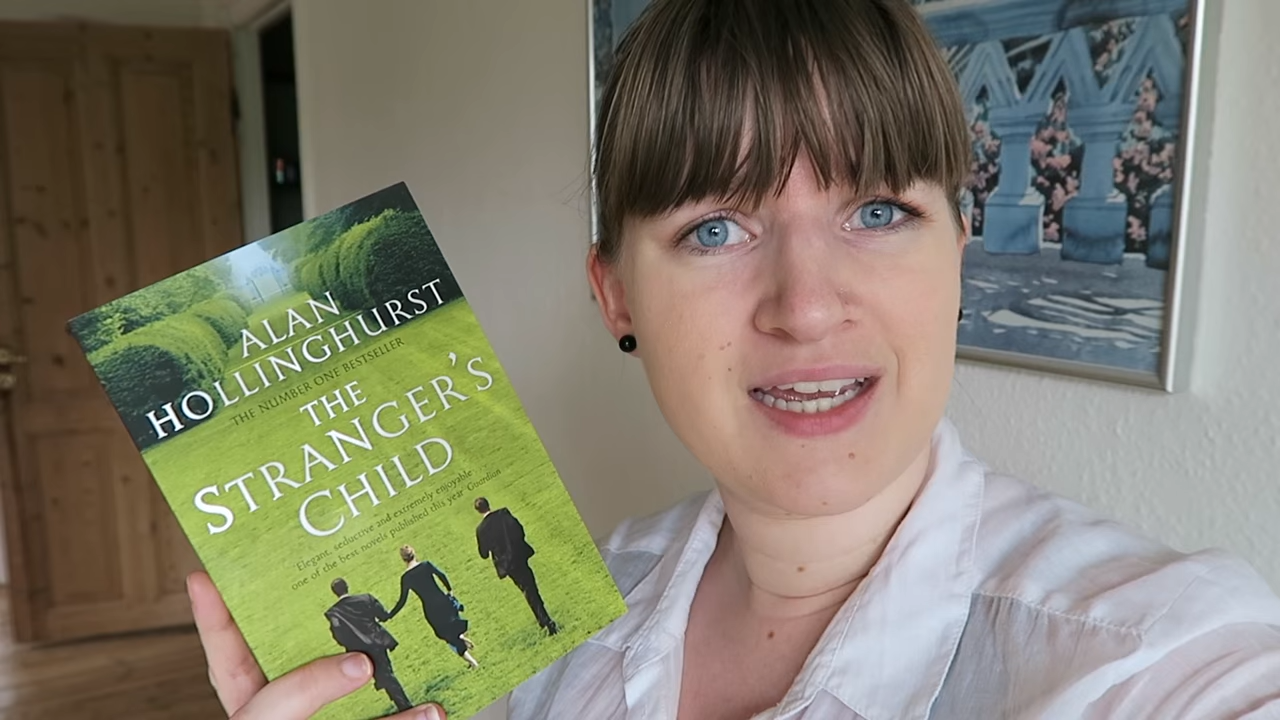 ALAN
HOLLINGHURST
THE NUMBER ONE BESTSELLER
THE
STRANGER'S
CHILD
Elegant, seductive and extremely enjoyable
one of the best novels published this year Guardian